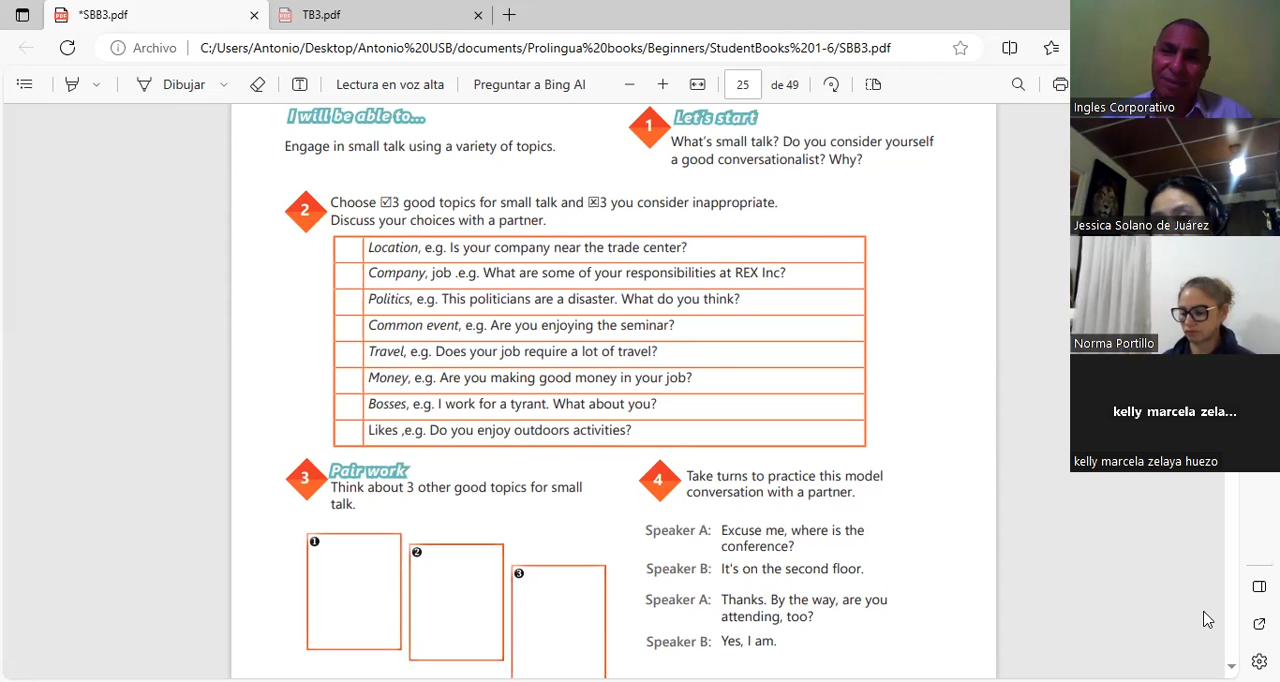 *SBB3.pdf
TB3.pdf
Archivo
C:/Users/Antonio/Desktop/Antonio%20USB/documents/Prolingua%20books/Beginners/StudentBooks%201-6/SBB3.pdf
Dibujar
Lectura en voz alta
Preguntar a Bing AI
25
de 49
I will be able to...
Engage in small talk using a variety of topics.
1
Let's start
What's small talk? Do you consider yourself
a good conversationalist? Why?
2
Choose ☑3 good topics for small talk and ☒3 you consider inappropriate.
Discuss your choices with a partner.
Location, e.g. Is your company near the trade center?
Company, job .e.g. What are some of your responsibilities at REX Inc?
Politics, e.g. This politicians are a disaster. What do you think?
Common event, e.g. Are you enjoying the seminar?
Travel, e.g. Does your job require a lot of travel?
Money, e.g. Are you making good money in your job?
Bosses, e.g. I work for a tyrant. What about you?
Likes ,e.g. Do you enjoy outdoors activities?
3
Pair work
Think about 3 other good topics for small
talk.
1
2
3
4
Take turns to practice this model
conversation with a partner.
Speaker A: Excuse me, where is the
conference?
Speaker B: It's on the second floor.
Speaker A: Thanks. By the way, are you
attending, too?
Speaker B: Yes, I am.
Ingles Corporativo
Jessica Solano de Juárez
Norma Portillo
kelly marcela zela...
kelly marcela zelaya huezo